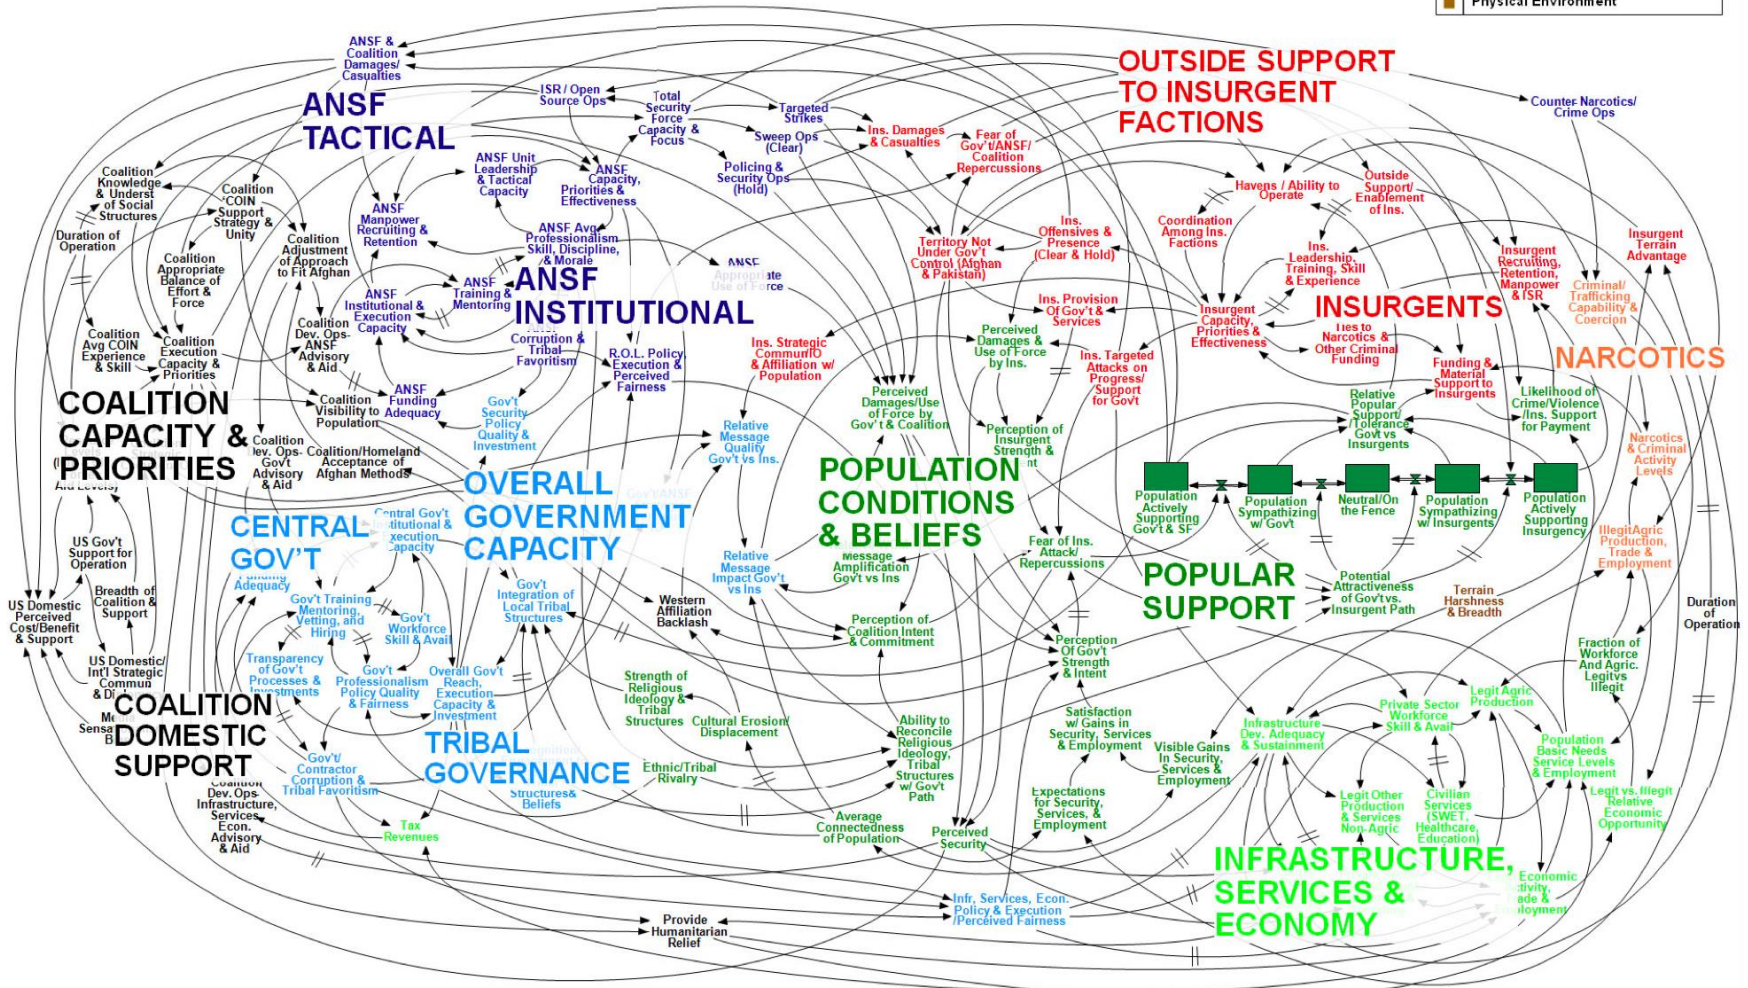 Physical Environment
ANSF &
Coalition
Damages/
Casualties
ANSF
TACTICAL
ISR / Open
Source Ops
Total
Security
Force
Capacity &
Focus
Targeted
Strikes
Sweep Ops
(Clear)
Policing &
Security Ops
(Hold)
Ins. Damages
& Casualties
Fear of
Gov't/ANSF/
Coalition
Repercussions
OUTSIDE SUPPORT
TO INSURGENT
FACTIONS
Counter Narcotics/
Crime Ops
Coalition
Knowledge
& Underst
of Social
Structures
Duration of
Operation
Coalition
COIN
Support
Strategy &
Unity
Coalition
Appropriate
Balance of
Effort &
Force
Coalition
Adjustment
of Approach
to Fit Afghan
ANSF Unit
Leadership
& Tactical
Capacity
ANSF
Capacity,
Priorities &
Effectiveness
ANSF
Manpower
Recruiting &
Retention
ANSF Avg
Professionalism
Skill, Discipline,
& Morale
ANSF
INSTITUTIONAL
ANSF
Training &
Mentoring
ANSF
Institutional &
Execution
Capacity
ANSF
Appropriate
Use of Force
Corruption &
Tribal
Favoritism
R.O.L. Policy,
Execution &
Perceived
Fairness
ANSF
Funding
Adequacy
Coalition
Dev. Ops-
ANSF
Advisory
& Aid
Coalition
Avg COIN
Experience
& Skill
Coalition
Execution
Capacity &
Priorities
Coalition
Visibility to
Population
COALITION
CAPACITY &
PRIORITIES
Aid Levels)
Coalition
Dev. Ops-
Gov't
Advisory
& Aid
Coalition/Homeland
Acceptance of
Afghan Methods
Gov't
Security
Policy
Quality &
Investment
Territory Not
Under Gov't
Control (Afghan
& Pakistan)
Ins.
Offensives &
Presence
(Clear & Hold)
Ins. Provision
Of Gov't &
Services
Perceived
Damages &
Use of Force
by Ins.
Ins. Strategic
Commun/IO
& Affiliation w/
Population
Ins. Targeted
Attacks on
Progress/
Support
for Gov't
Havens / Ability to
Operate
Outside
Support/
Enablement
of Ins.
Coordination
Among Ins.
Factions
Ins.
Leadership,
Training, Skill
& Experience
Insurgent
Recruiting,
Retention,
Manpower
& ISR
Insurgent
Terrain
Advantage
Criminal/
Trafficking
Capability &
Coercion
INSURGENTS
Insurgent
Capacity,
Priorities &
Effectiveness
Ties to
Narcotics &
Other Criminal
Funding
Funding &
Material
Support to
Insurgents
NARCOTICS
Likelihood of
Crime/Violence
/Ins. Support
for Payment
Relative
Popular
Support/
Tolerance
Gov't vs
Insurgents
Narcotics
& Criminal
Activity
Levels
Perceived
Damages/Use
of Force by
Gov't & Coalition
Perception of
Insurgent
Strength &
Relative
Message
Quality
Gov't vs Ins.
OVERALL
GOVERNMENT
CAPACITY
POPULATION
CONDITIONS
& BELIEFS
Population
Actively
Supporting
Gov't & SF
Population
Sympathizing
w/ Gov't
Neutral/On
the Fence
Population
Sympathizing
w/ Insurgents
Population
Actively
Supporting
Insurgency
CENTRAL
GOV'T
Central Gov't
Institutional &
Execution
Capacity
Adequacy
US Gov't
Support for
Operation
Breadth of
Coalition &
Support
US Domestic
Perceived
Cost/Benefit
& Support
US Domestic/
Int'l Strategic
Commun
COALITION
DOMESTIC
SUPPORT
Gov't Training
Mentoring,
Vetting, and
Hiring
Gov't
Workforce
Skill & Avail
Transparency
of Gov't
Processes &
Investments
Gov't
Professionalism
Policy Quality
& Fairness
Overall Gov't
Reach,
Execution
Capacity &
Investment
Gov't
Integration of
Local Tribal
Structures
Relative
Message
Impact Gov't
vs Ins
Message
Amplification
Gov't vs Ins
Fear of Ins.
Attack/
Repercussions
Western
Affiliation
Backlash
Perception of
Coalition Intent
& Commitment
Perception
Of Gov't
Strength
& Intent
POPULAR
SUPPORT
Potential
Attractiveness
of Gov't vs.
Insurgent Path
Terrain
Harshness
& Breadth
Illegit Agric
Production,
Trade &
Employment
Duration
of
Operation
Fraction of
Workforce
And Agric.
Legit vs
Illegit
Strength of
Religious
Ideology &
Tribal
Structures
Cultural Erosion/
Displacement
Ethnic/Tribal
Rivalry
TRIBAL
GOVERNANCE
Structures &
Beliefs
Gov't/
Contractor
Corruption &
Tribal Favoritism
Tax
Revenues
Coalition
Dev. Ops-
Infrastructure,
Services,
Econ.
Advisory
& Aid
Ability to
Reconcile
Religious
Ideology,
Tribal
Structures
w/ Gov't
Path
Average
Connectedness
of Population
Perceived
Security
Satisfaction
w/ Gains in
Security, Services
& Employment
Visible Gains
In Security,
Services &
Employment
Expectations
for Security,
Services, &
Employment
Infrastructure
Dev. Adequacy
& Sustainment
Private Sector
Workforce
Skill & Avail
Legit Agric
Production
Population
Basic Needs
Service Levels
& Employment
Legit Other
Production
& Services
Non-Agric
Civilian
Services
(SWET,
Healthcare,
Education)
Legit vs. Illegit
Relative
Economic
Opportunity
INFRASTRUCTURE,
SERVICES &
ECONOMY
Economic
Infr, Services, Econ.
Policy & Execution
/Perceived Fairness
Provide
Humanitarian
Relief